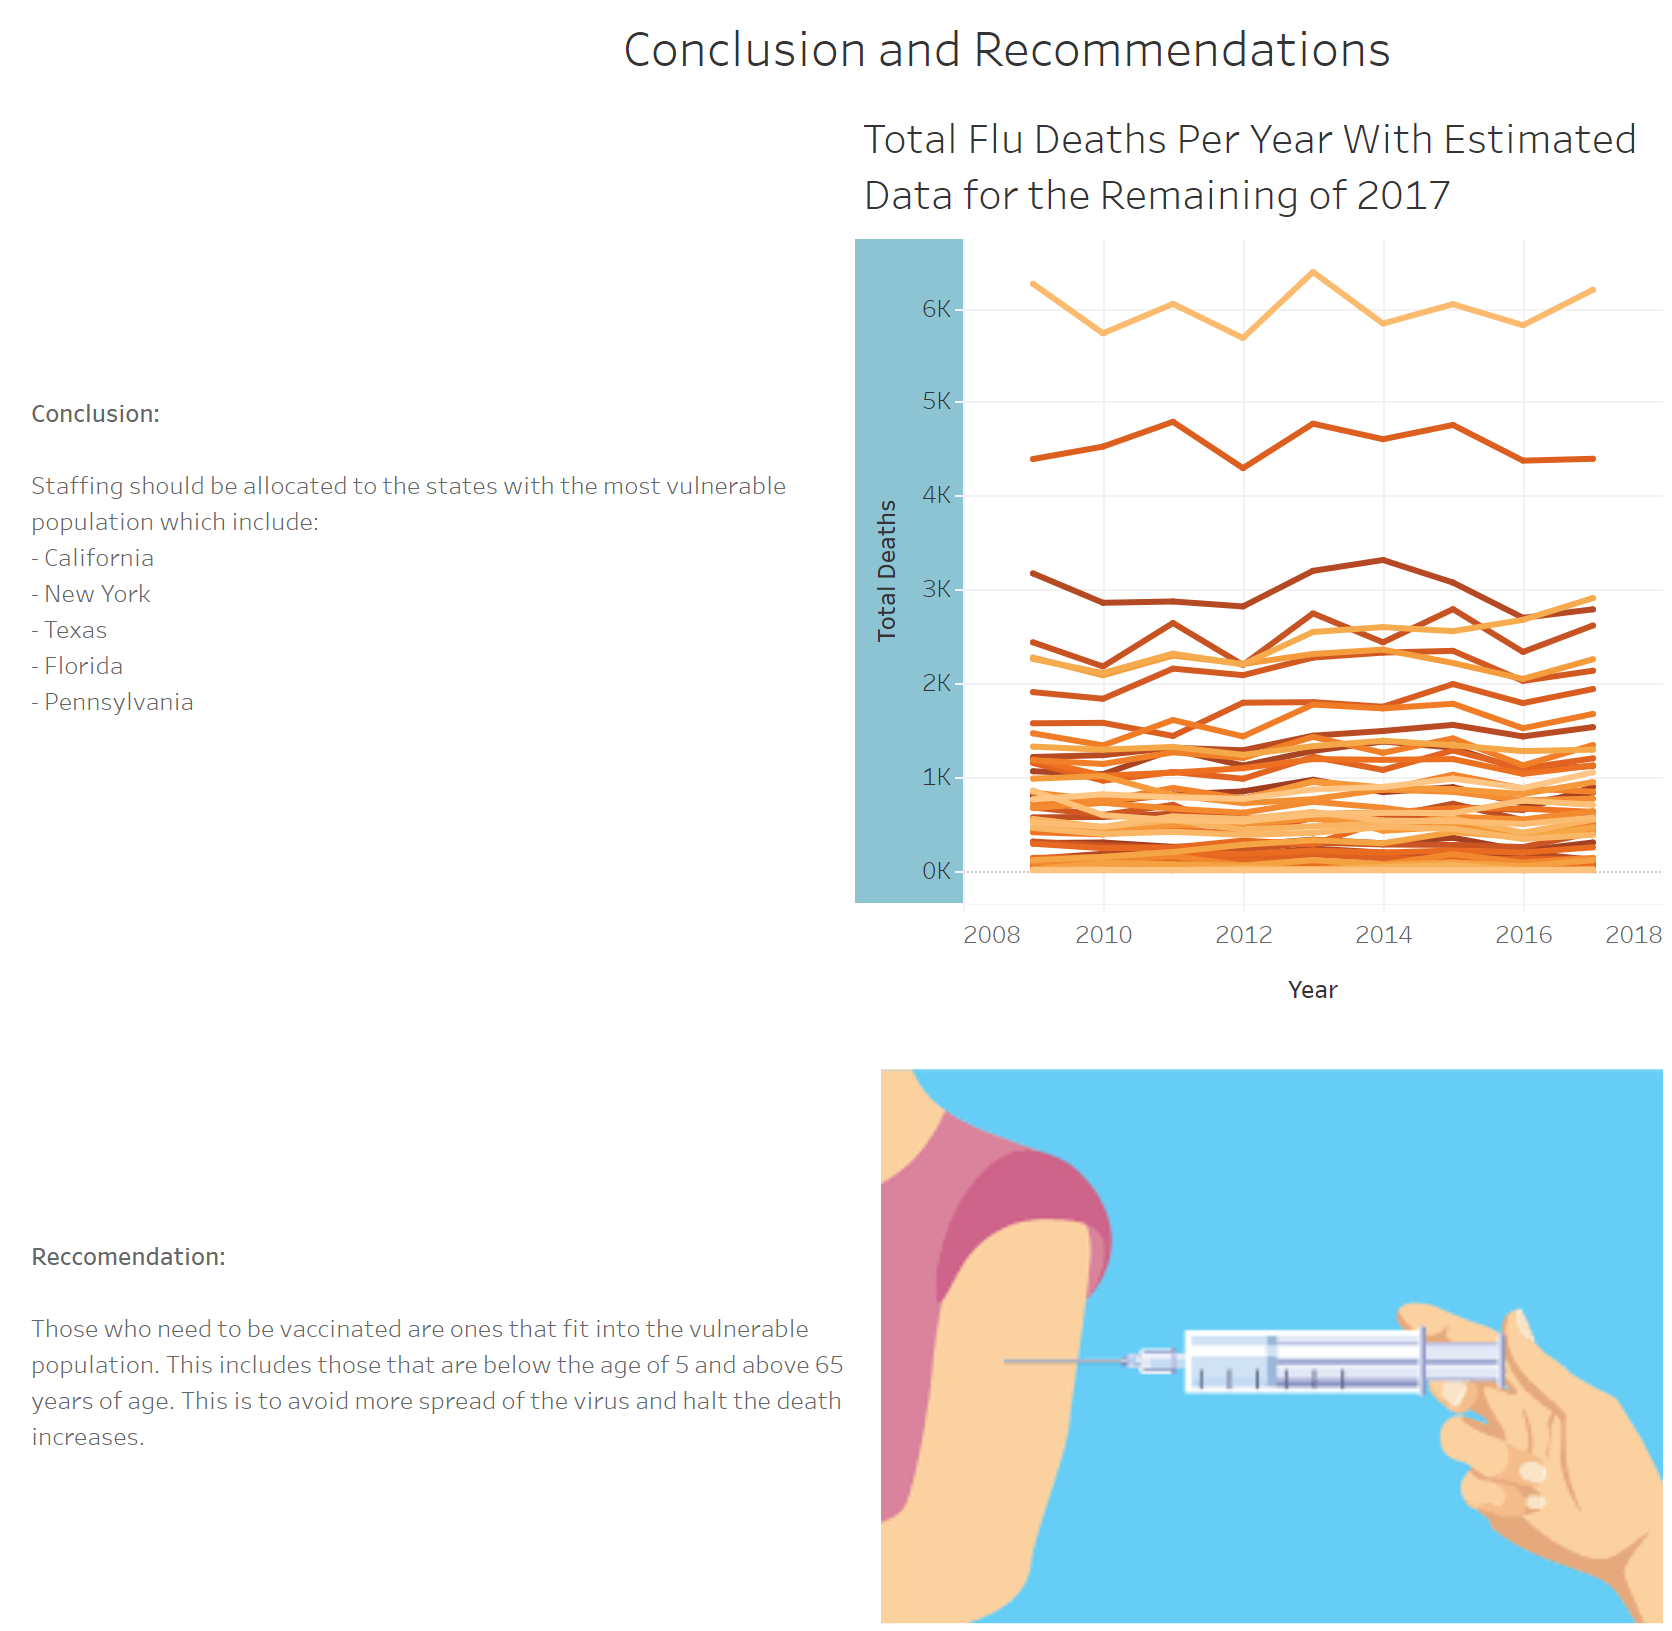 Conclusion and Recommendations
Total Flu Deaths Per Year With Estimated
Data for the Remaining of 2017
Conclusion:
Staffing should be allocated to the states with the most vulnerable
population which include:
- California
- New York
- Texas
- Florida
- Pennsylvania
Total Deaths
6K
5K
4K
3K
2K
1K
0K
2008
2010
2012
2014
2016
2018
Year
Reccomendation:
Those who need to be vaccinated are ones that fit into the vulnerable
population. This includes those that are below the age of 5 and above 65
years of age. This is to avoid more spread of the virus and halt the death
increases.